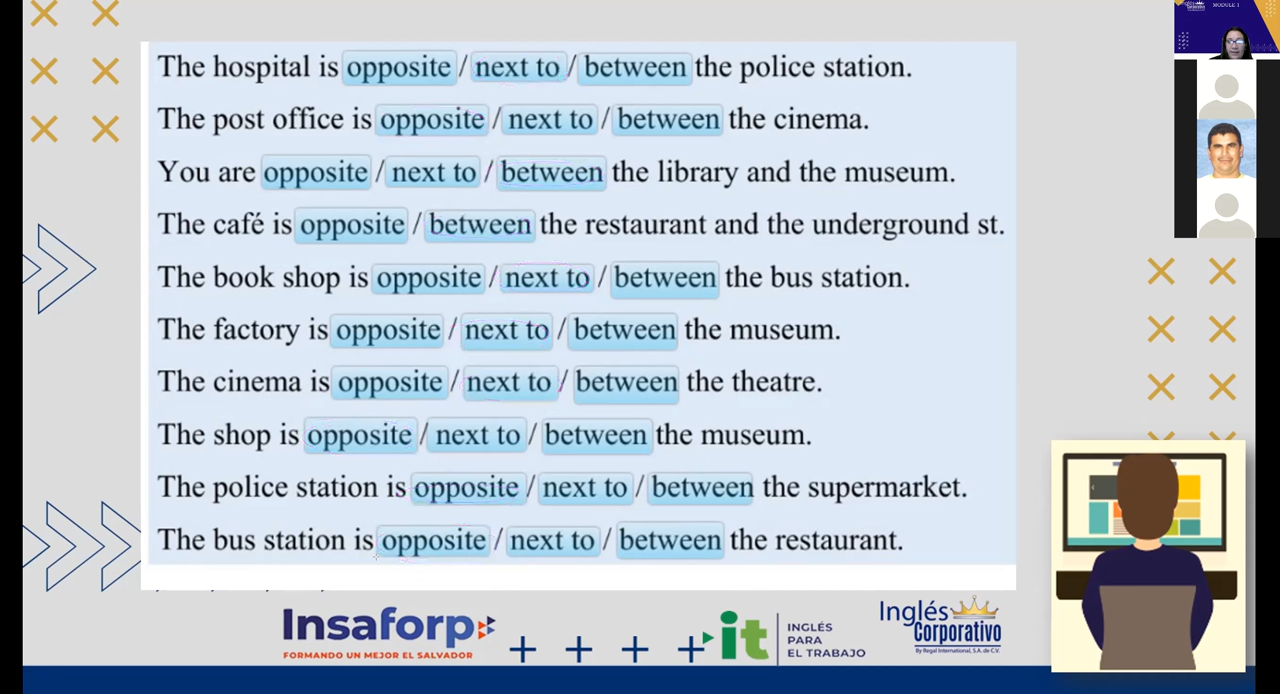 MODULE 1
The hospital is opposite / next to / between the police station.
The post office is opposite / next to / between the cinema.
You are opposite / next to / between the library and the museum.
The café is opposite / between the restaurant and the underground st.
The book shop is opposite / next to / between the bus station.
The factory is opposite / next to / between the museum.
The cinema is opposite / next to / between the theatre.
The shop is opposite / next to / between the museum.
The police station is opposite / next to / between the supermarket.
The bus station is opposite / next to / between the restaurant.
Insaforp
FORMANDO UN MEJOR EL SALVADOR
it
INGLÉS
PARA
EL TRABAJO
Inglés
Corporativo
By Regal International, S.A. de C.V.